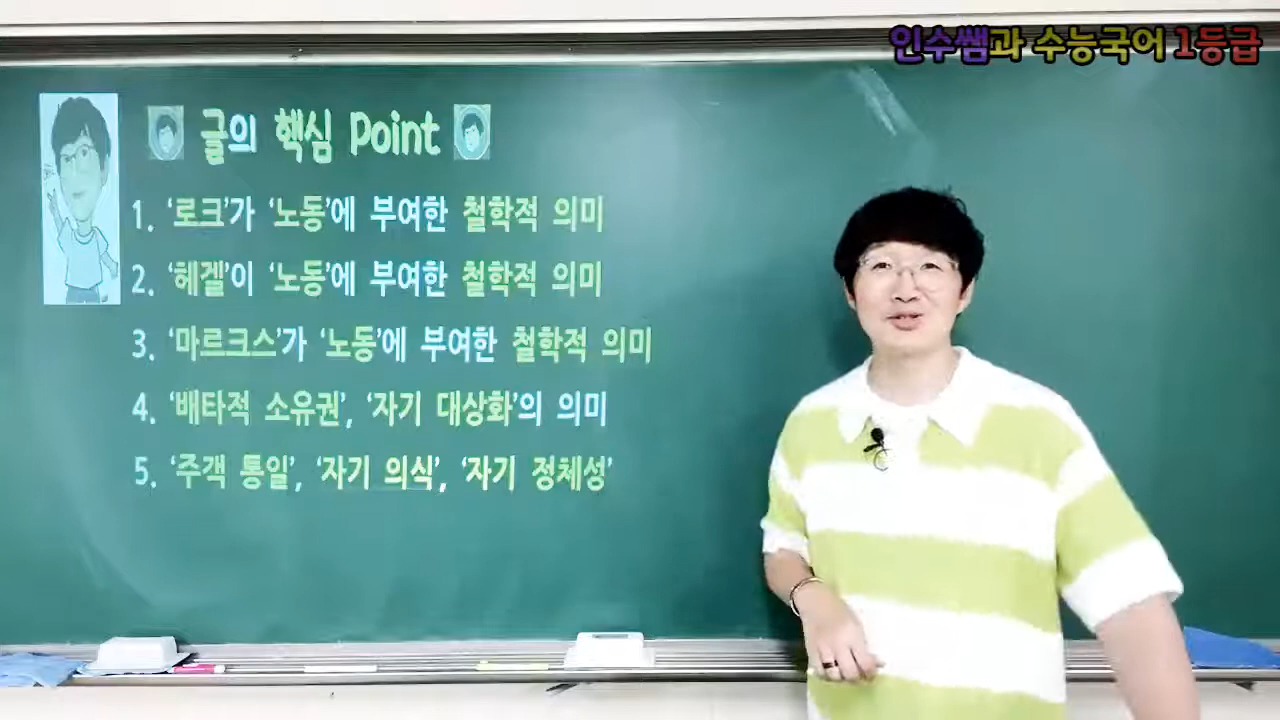 인수쌤과 수능국어 1등급
글의 핵심 Point
1. ‘로크’가 ‘노동’에 부여한 철학적 의미
2. ‘헤겔’이 ‘노동’에 부여한 철학적 의미
3. ‘마르크스’가 ‘노동’에 부여한 철학적 의미
4. ‘배타적 소유권’, ‘자기 대상화’의 의미
5. ‘주객 통일’, ‘자기 의식’, ‘자기 정체성’